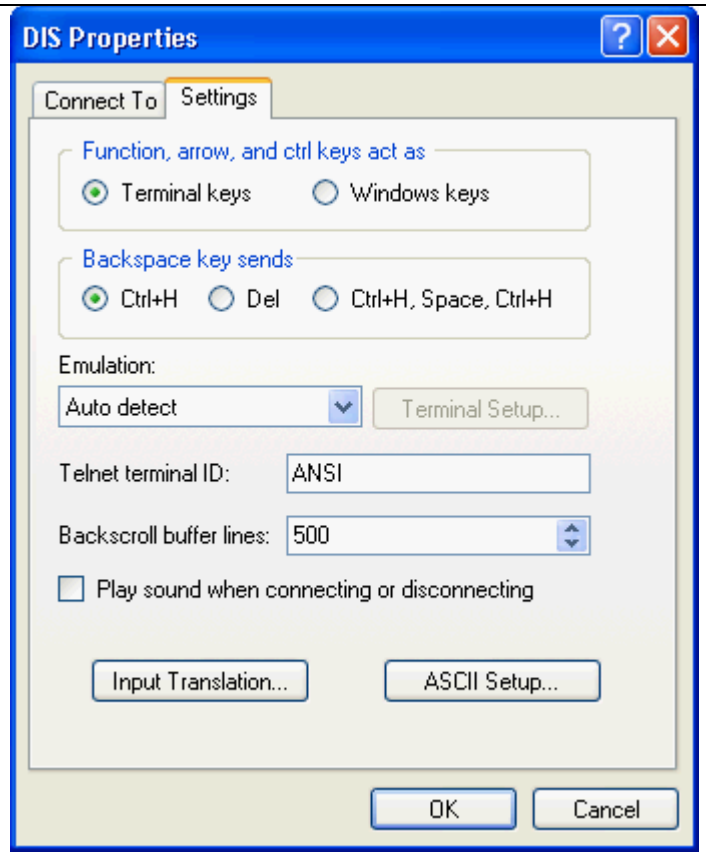 DIS Properties
?
Connect To Settings
Function, arrow, and ctrl keys act as
Terminal keys Windows keys
Backspace key sends
Ctrl+H Del Ctrl+H, Space, Ctrl+H
Emulation:
Auto detect Terminal Setup...
Telnet terminal ID: ANSI
Backscroll buffer lines: 500
Play sound when connecting or disconnecting
Input Translation... ASCII Setup...
OK Cancel